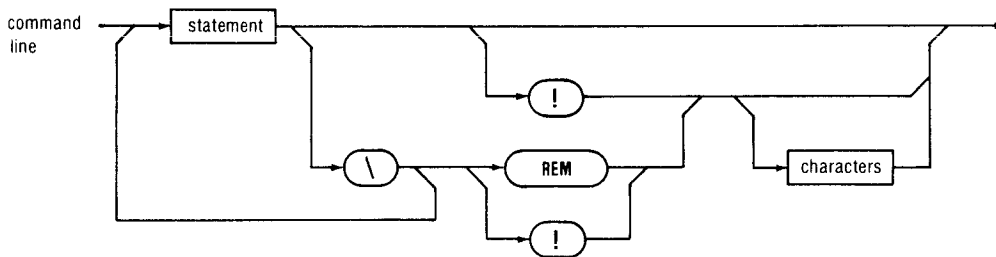 command
line
statement
!
\
REM
characters
!